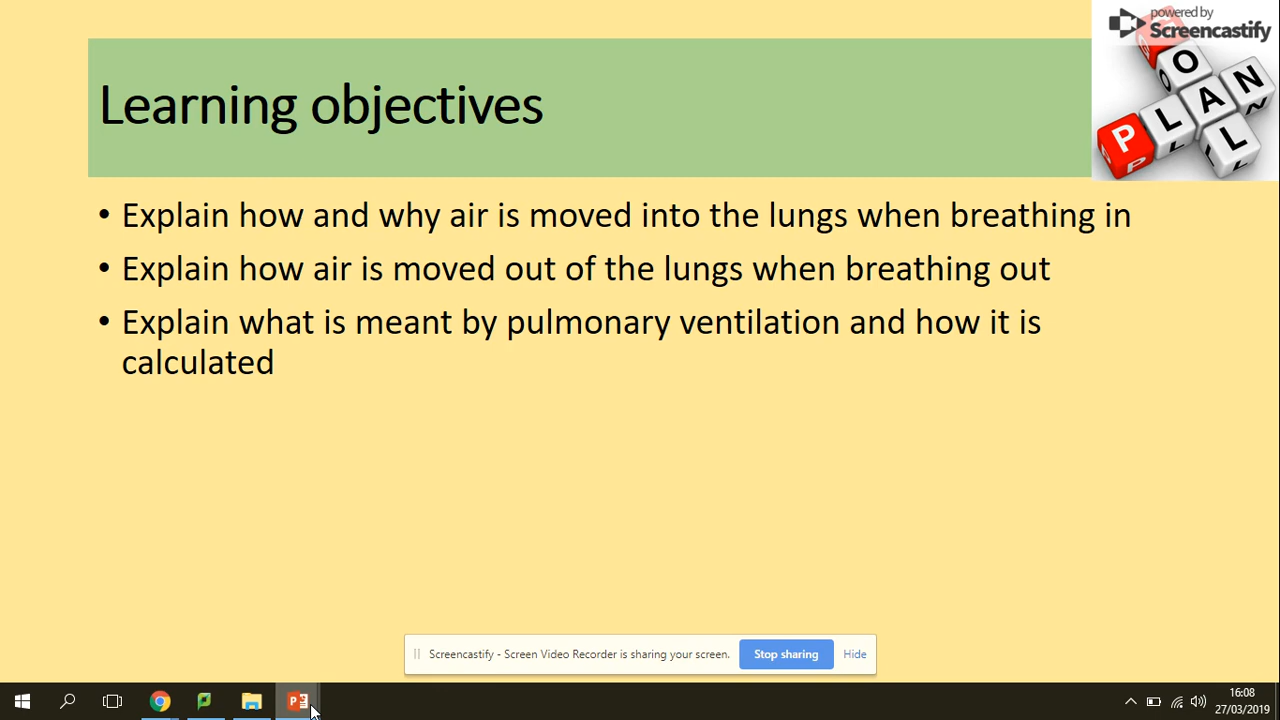 powered by
Screencastify
Learning objectives
GOAL
PLAN
• Explain how and why air is moved into the lungs when breathing in
• Explain how air is moved out of the lungs when breathing out
• Explain what is meant by pulmonary ventilation and how it is
calculated
Screencastify - Screen Video Recorder is sharing your screen.
Stop sharing
Hide
16:08
27/03/2019